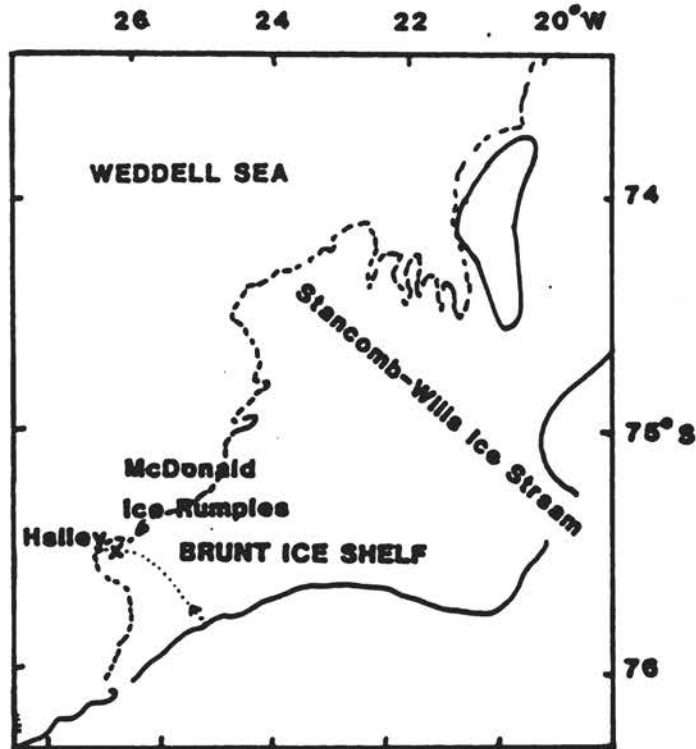 26 24 22 20°W
WEDDELL SEA
74
Stancomb-Wills Ice Stream
75°S
McDonald
Ice Rumples
Halley
BRUNT ICE SHELF
76